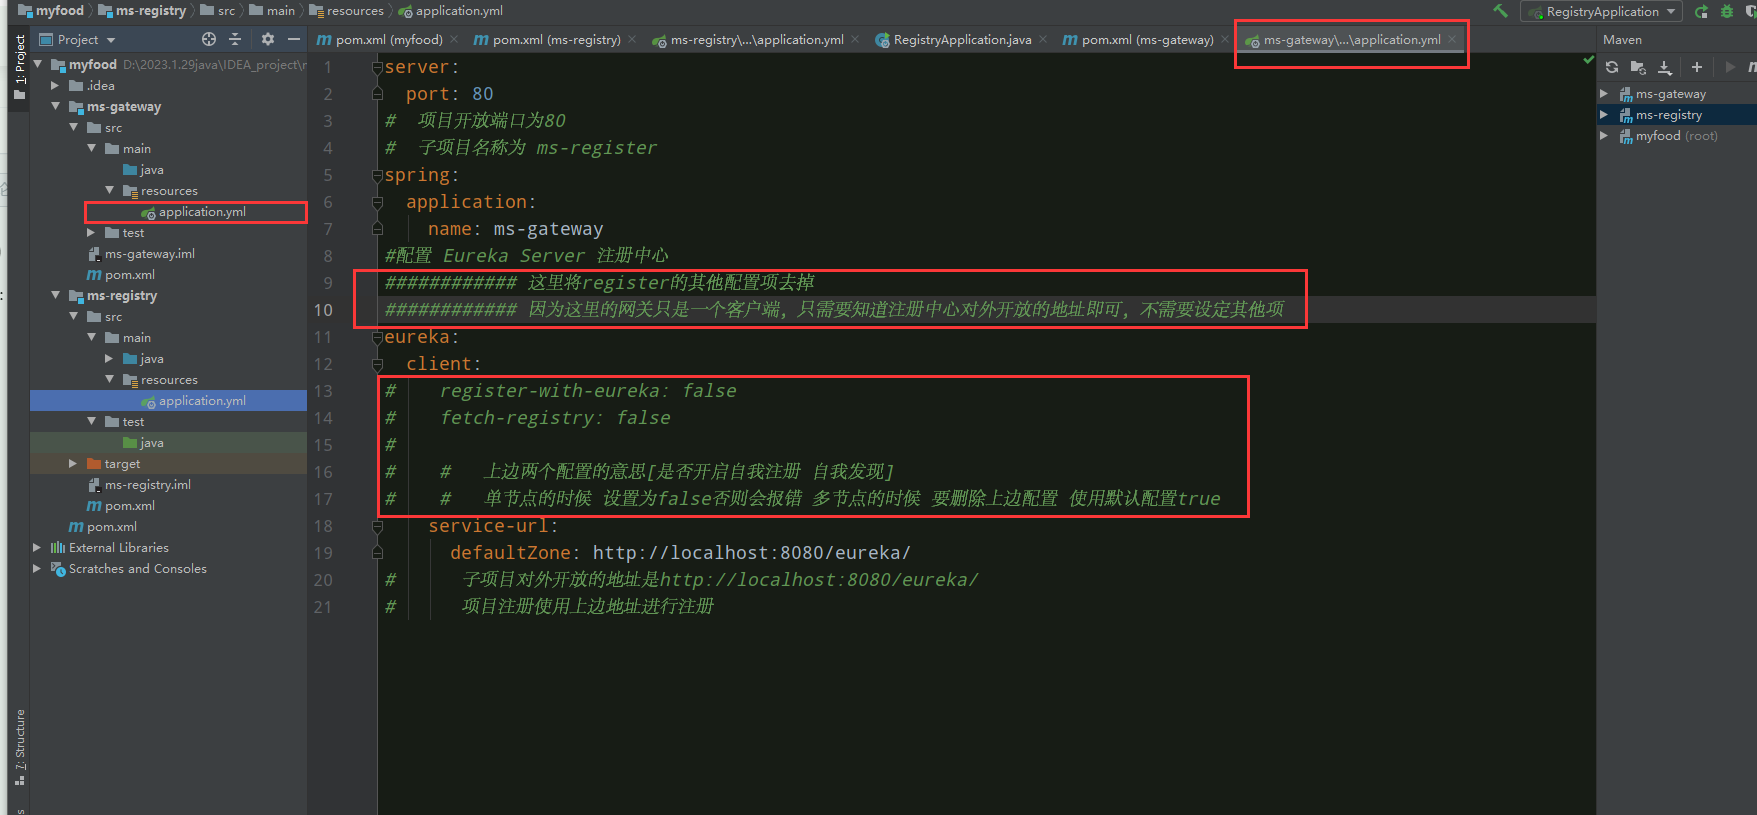 myfood
ms-registry
src
main
resources
application.yml
RegistryApplication
1: Project
Project
pom.xml (myfood)
pom.xml (ms-registry)
ms-registry\...\application.yml
RegistryApplication.java
pom.xml (ms-gateway)
ms-gateway\...\application.yml
Maven
myfood D:\2023.1.29java\IDEA_project\
.idea
ms-gateway
src
main
java
resources
application.yml
test
ms-gateway.iml
pom.xml
ms-registry
src
main
java
resources
application.yml
test
java
target
ms-registry.iml
pom.xml
pom.xml
External Libraries
Scratches and Consoles
7: Structure
1 server:
2 port: 80
3 # 项目开放端口为80
4 # 子项目名称为 ms-register
5 spring:
6 application:
7 name: ms-gateway
8 #配置 Eureka Server 注册中心
9 ############ 这里将register的其他配置项去掉
10 ############ 因为这里的网关只是一个客户端，只需要知道注册中心对外开放的地址即可，不需要设定其他项
11 eureka:
12 client:
13 # register-with-eureka: false
14 # fetch-registry: false
15 #
16 # # 上边两个配置的意思[是否开启自我注册 自我发现]
17 # # 单节点的时候 设置为false否则会报错 多节点的时候 要删除上边配置 使用默认配置true
18 service-url:
19 defaultZone: http://localhost:8080/eureka/
20 # 子项目对外开放的地址是http://localhost:8080/eureka/
21 # 项目注册使用上边地址进行注册
ms-gateway
ms-registry
myfood (root)